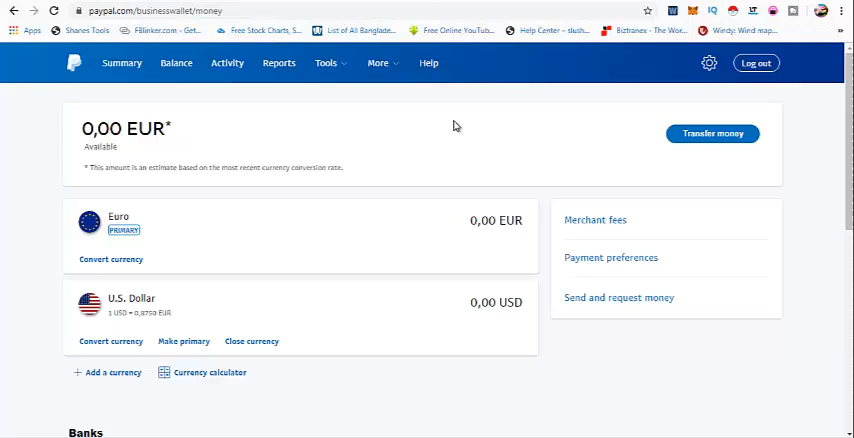 paypal.com/businesswallet/money
Apps Shares Tools FBlinker.com - Get... Free Stock Charts, S... List of All Banglade... Free Online YouTub... Help Center – slush... Biztranex - The Wor... Windy: Wind map... »
Summary Balance Activity Reports Tools More Help Log out
0,00 EUR*
Available
Transfer money
* This amount is an estimate based on the most recent currency conversion rate.
Euro
PRIMARY
0,00 EUR
Convert currency
U.S. Dollar
1 USD = 0,8750 EUR
0,00 USD
Convert currency Make primary Close currency
+ Add a currency Currency calculator
Merchant fees
Payment preferences
Send and request money
Banks